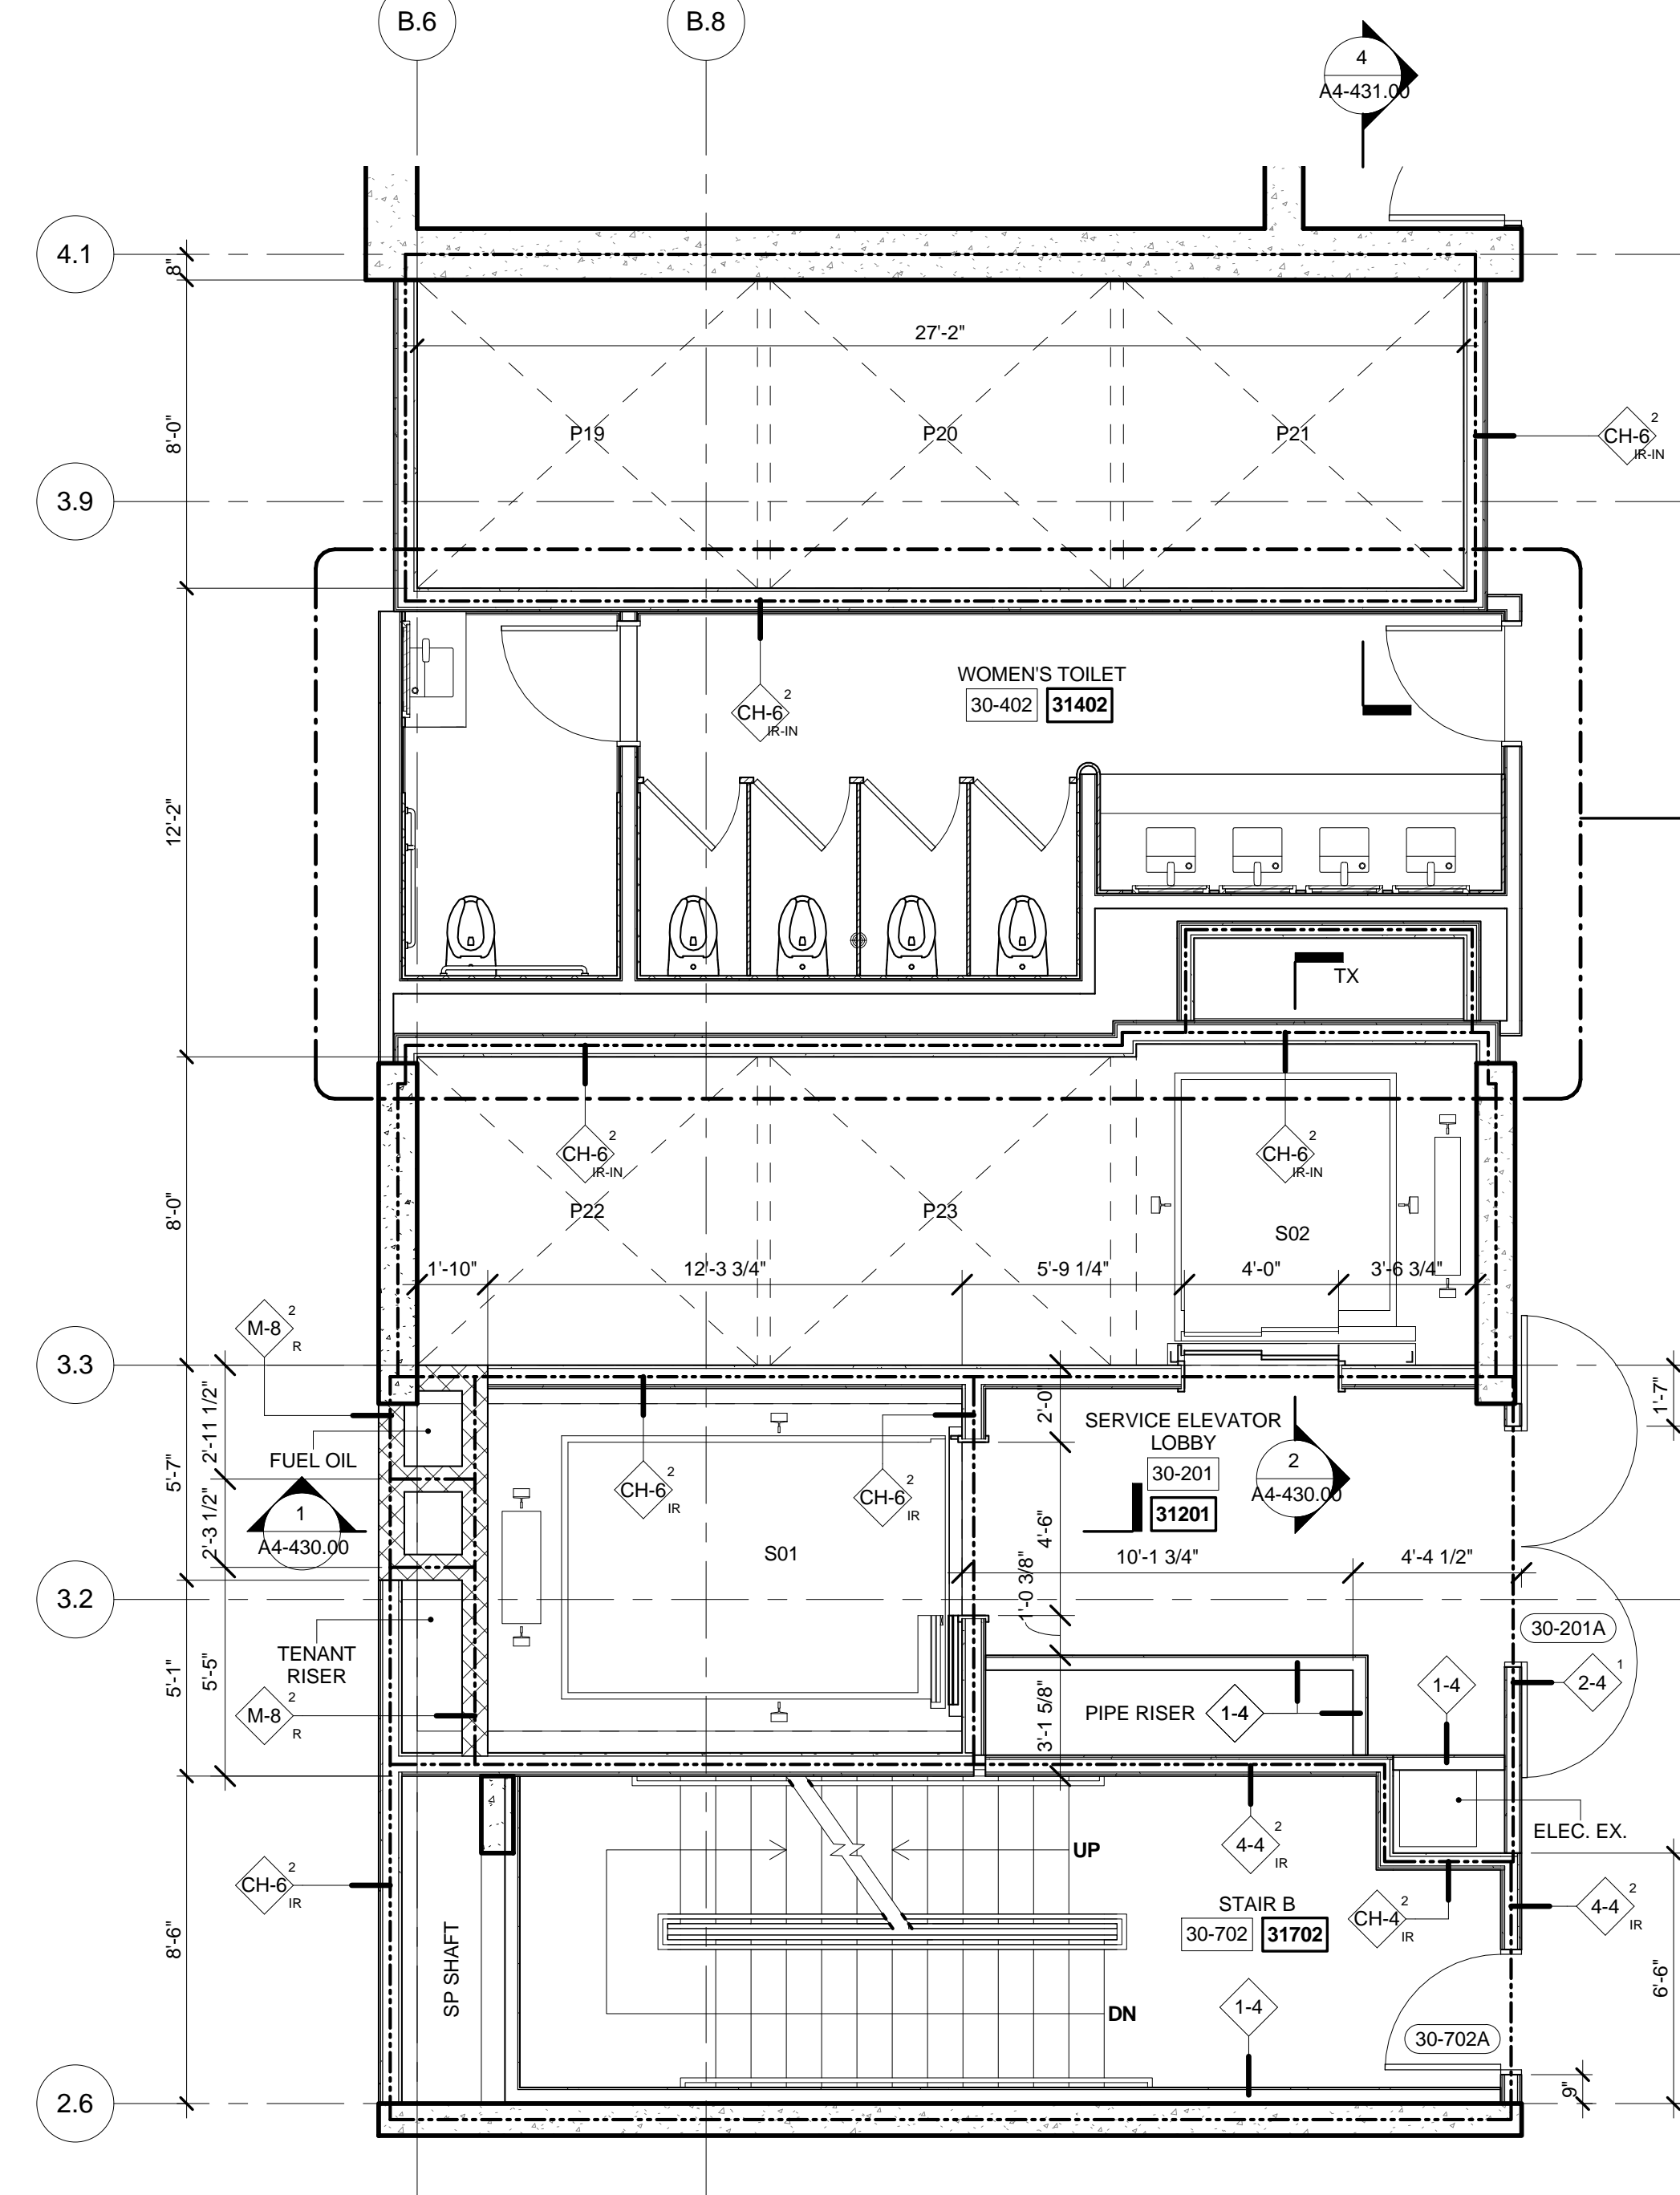 B.6
B.8
4
A4-431.00
4.1
8"
27'-2"
8'-0"
P19
P20
P21
CH-6
2
IR-IN
3.9
WOMEN'S TOILET
30-402
31402
CH-6
2
IR-IN
12'-2"
TX
CH-6
2
IR-IN
CH-6
2
IR-IN
8'-0"
P22
P23
S02
1'-10"
12'-3 3/4"
5'-9 1/4"
4'-0"
3'-6 3/4"
M-8
2
R
3.3
2'-11 1/2"
5'-7"
2'-3 1/2"
FUEL OIL
1
A4-430.00
CH-6
2
IR
CH-6
2
IR
2'-0"
SERVICE ELEVATOR
LOBBY
30-201
31201
2
A4-430.00
1'-7"
S01
4'-6"
10'-1 3/4"
4'-4 1/2"
1'-0 3/8"
3.2
30-201A
TENANT
RISER
5'-1"
5'-5"
M-8
2
R
3'-1 5/8"
PIPE RISER
1-4
1-4
2-4
1
ELEC. EX.
4-4
2
IR
UP
CH-6
2
IR
STAIR B
30-702
31702
CH-4
2
IR
4-4
2
IR
8'-6"
SP SHAFT
DN
1-4
6'-6"
30-702A
9"
2.6